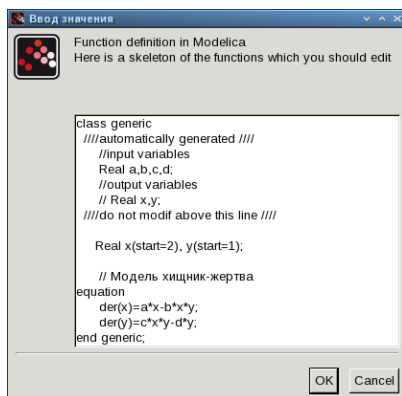 Ввод значения
Function definition in Modelica
Here is a skeleton of the functions which you should edit
class generic
////automatically generated ////
//input variables
Real a,b,c,d;
//output variables
// Real x,y;
////do not modif above this line ////
Real x(start=2), y(start=1);
// Модель хищник-жертва
equation
der(x)=a*x-b*x*y;
der(y)=c*x*y-d*y;
end generic;
OK Cancel